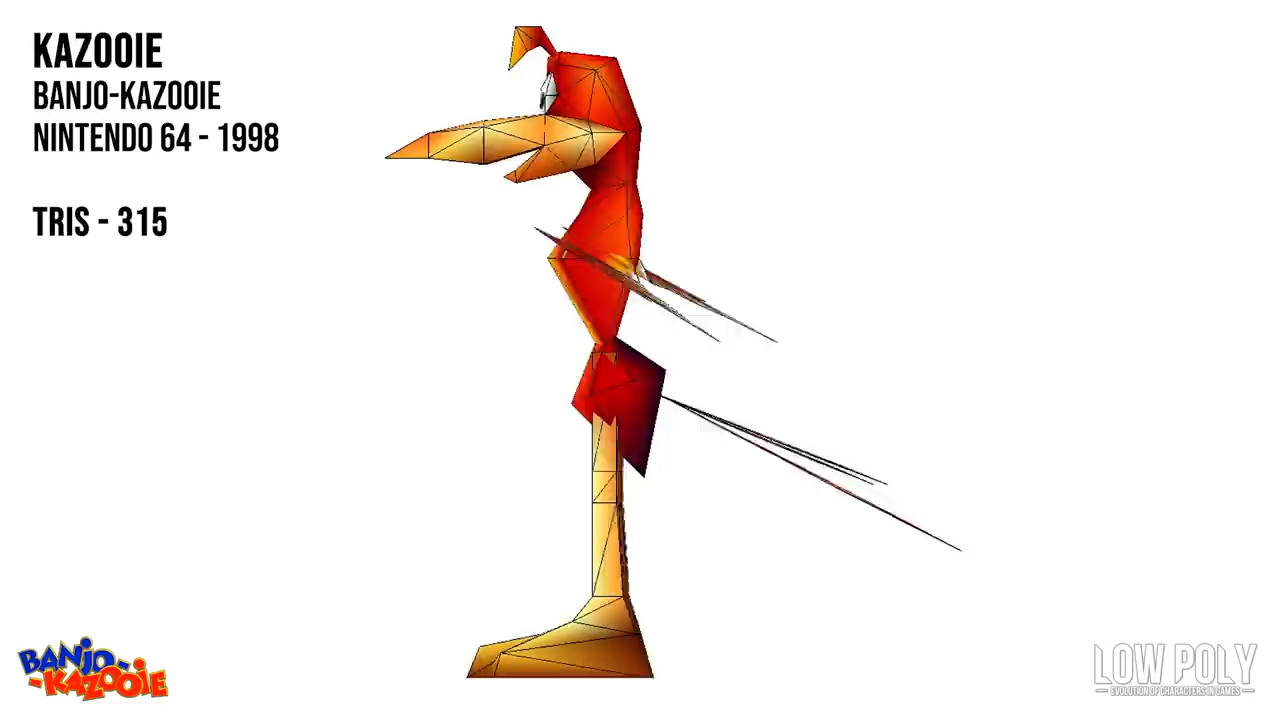 KAZOOIE
BANJO-KAZOOIE
NINTENDO 64 - 1998
TRIS - 315
BANJO-
-KAZOOIE
LOW POLY
EVOLUTION OF CHARACTERS IN GAMES